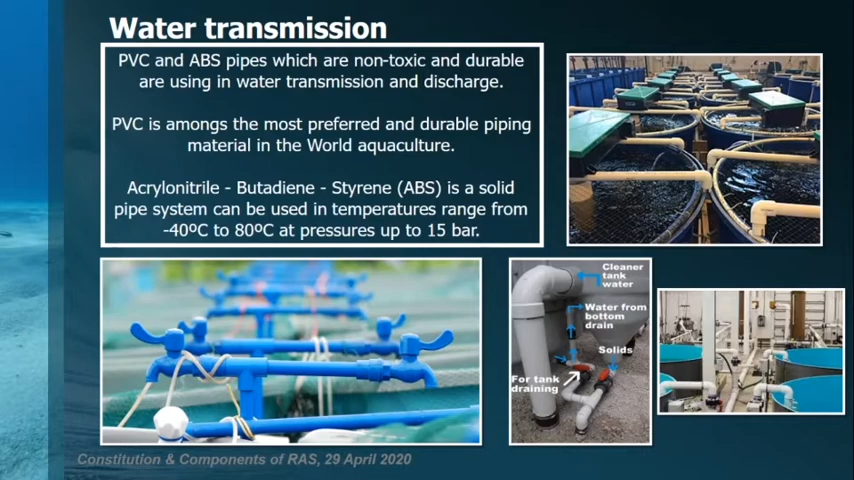 Water transmission
PVC and ABS pipes which are non-toxic and durable
are using in water transmission and discharge.
PVC is amongs the most preferred and durable piping
material in the World aquaculture.
Acrylonitrile - Butadiene - Styrene (ABS) is a solid
pipe system can be used in temperatures range from
-40ºC to 80ºC at pressures up to 15 bar.
Cleaner
tank
water
Water from
bottom
drain
Solids
For tank
draining
Constitution & Components of RAS, 29 April 2020